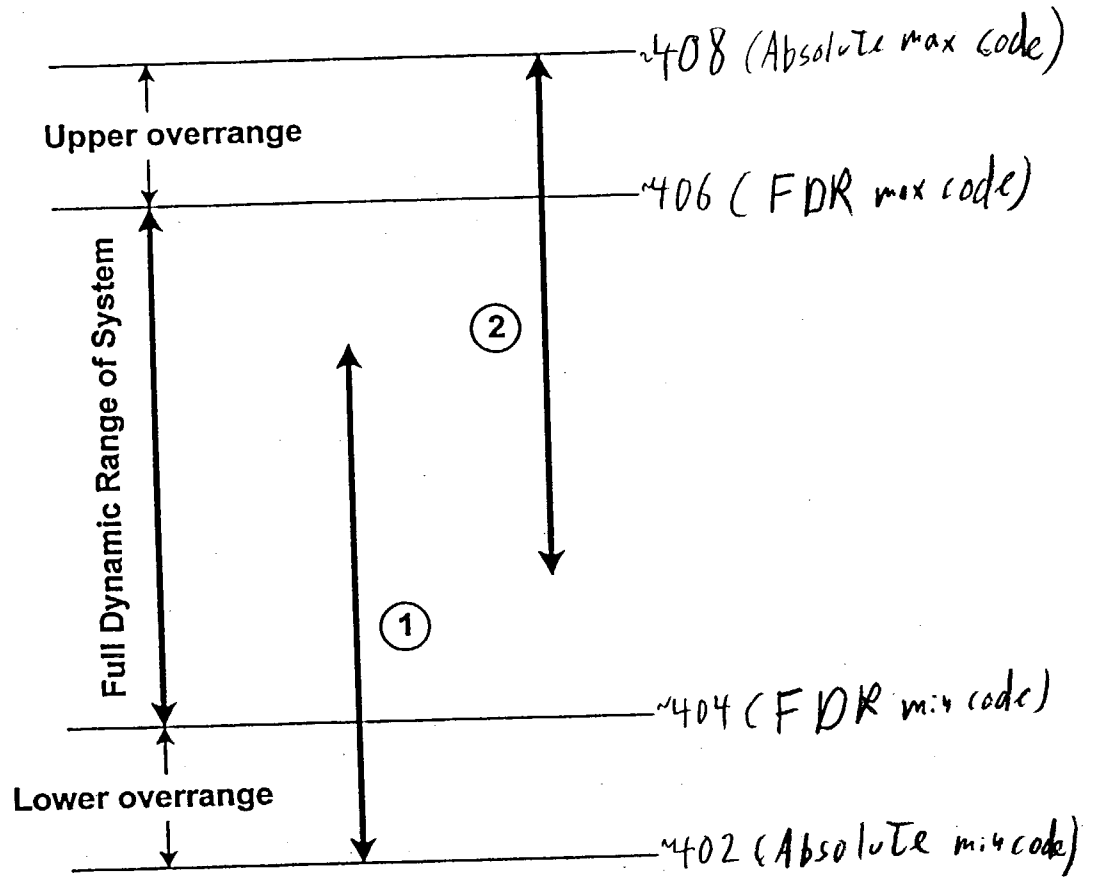 ~408 (Absolute max code)
Upper overrange
~406 (FDR max code)
Full Dynamic Range of System
2
1
~404 (FDR min code)
Lower overrange
~402 (Absolute min code)